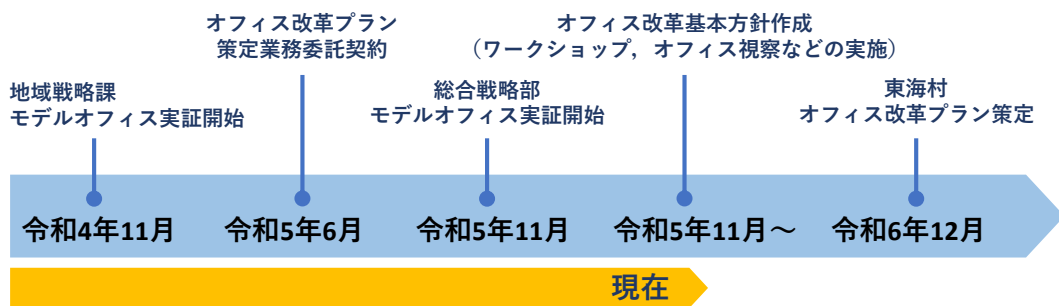 オフィス改革プラン
策定業務委託契約
オフィス改革基本方針作成
（ワークショップ，オフィス視察などの実施）
地域戦略課
モデルオフィス実証開始
総合戦略部
モデルオフィス実証開始
東海村
オフィス改革プラン策定
令和4年11月
令和5年6月
令和5年11月
令和5年11月～
令和6年12月
現在